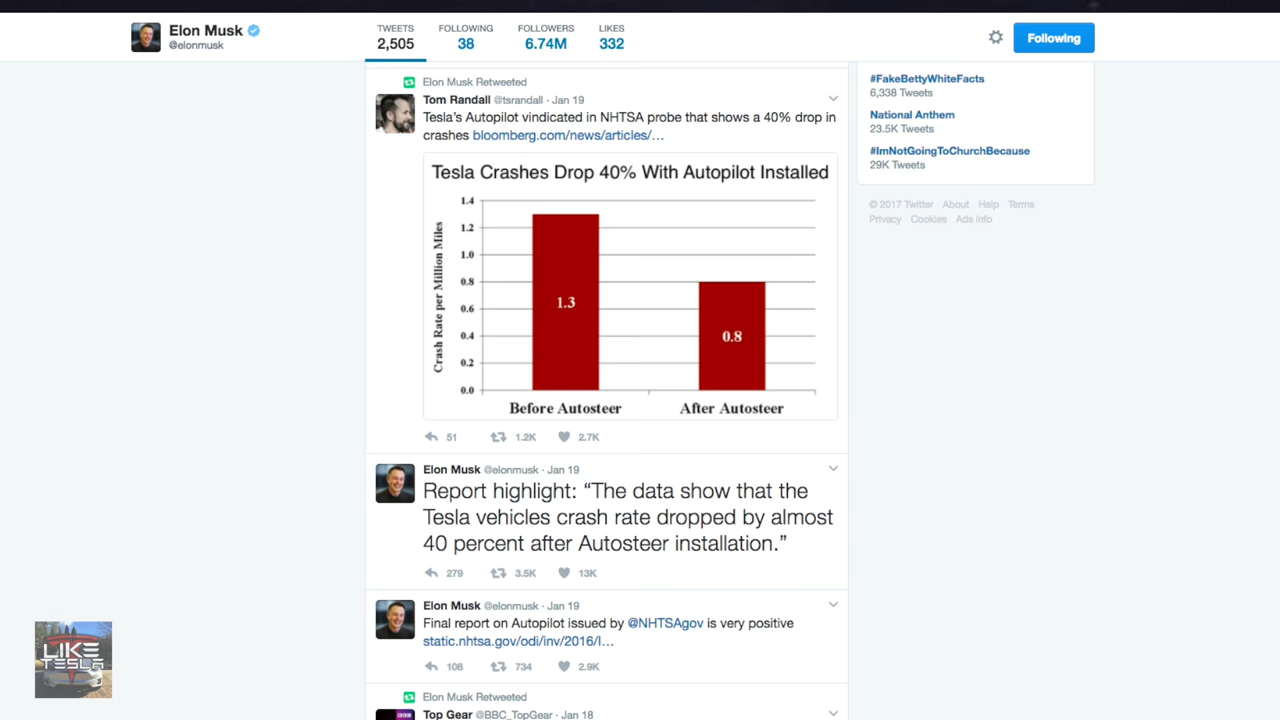 Elon Musk
@elonmusk
TWEETS
2,505
FOLLOWING
38
FOLLOWERS
6.74M
LIKES
332
Following
Elon Musk Retweeted
Tom Randall @tsrandall · Jan 19
Tesla's Autopilot vindicated in NHTSA probe that shows a 40% drop in
crashes bloomberg.com/news/articles/…
Tesla Crashes Drop 40% With Autopilot Installed
Crash Rate per Million Miles
1.4
1.2
1.0
0.8
0.6
0.4
0.2
0.0
1.3
0.8
Before Autosteer
After Autosteer
51
1.2K
2.7K
Elon Musk @elonmusk · Jan 19
Report highlight: “The data show that the
Tesla vehicles crash rate dropped by almost
40 percent after Autosteer installation.”
279
3.5K
13K
Elon Musk @elonmusk · Jan 19
Final report on Autopilot issued by @NHTSAgov is very positive
static.nhtsa.gov/odi/inv/2016/I…
108
734
2.9K
Elon Musk Retweeted
Top Gear @BBC_TopGear · Jan 18
#FakeBettyWhiteFacts
6,338 Tweets
National Anthem
23.5K Tweets
#ImNotGoingToChurchBecause
29K Tweets
© 2017 Twitter About Help Terms
Privacy Cookies Ads info
LIKE
TESLA